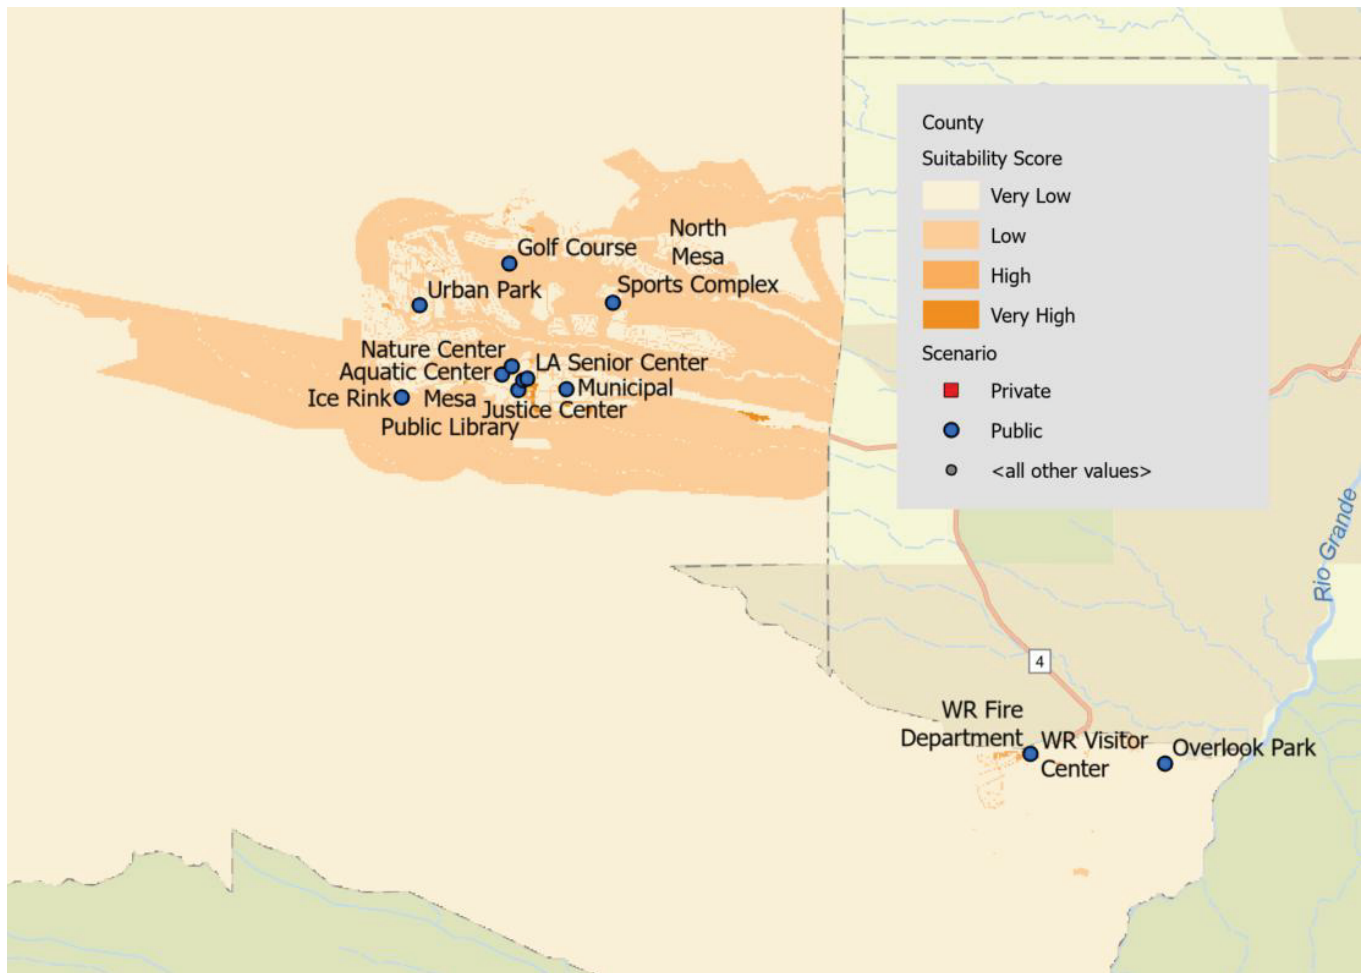 County
Suitability Score
Very Low
Low
High
Very High
Scenario
Private
Public
<all other values>
North
Mesa
Golf Course
Sports Complex
Urban Park
Nature Center
LA Senior Center
Aquatic Center
Municipal
Ice Rink
Mesa
Justice Center
Public Library
Rio Grande
4
WR Fire
Department
WR Visitor
Center
Overlook Park